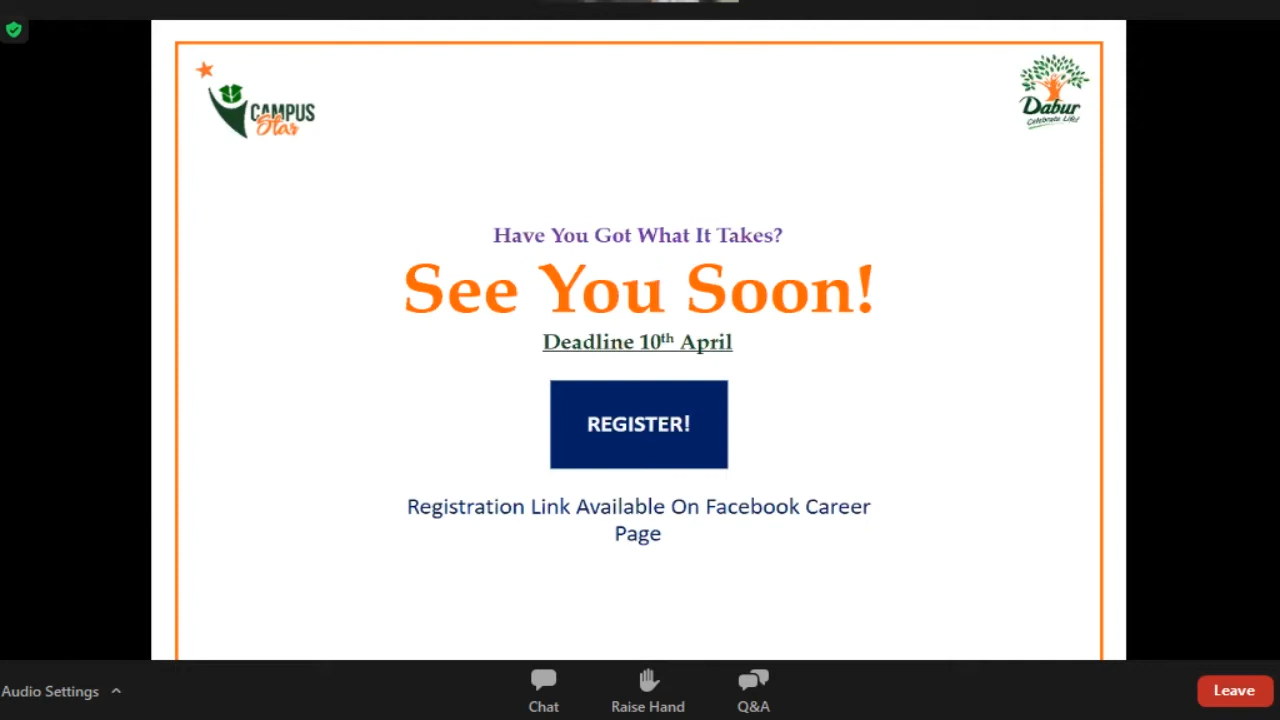 CAMPUS
Star
Dabur
Celebrate Life!
Have You Got What It Takes?
See You Soon!
Deadline 10th April
REGISTER!
Registration Link Available On Facebook Career
Page
Audio Settings
Chat
Raise Hand
Q&A
Leave